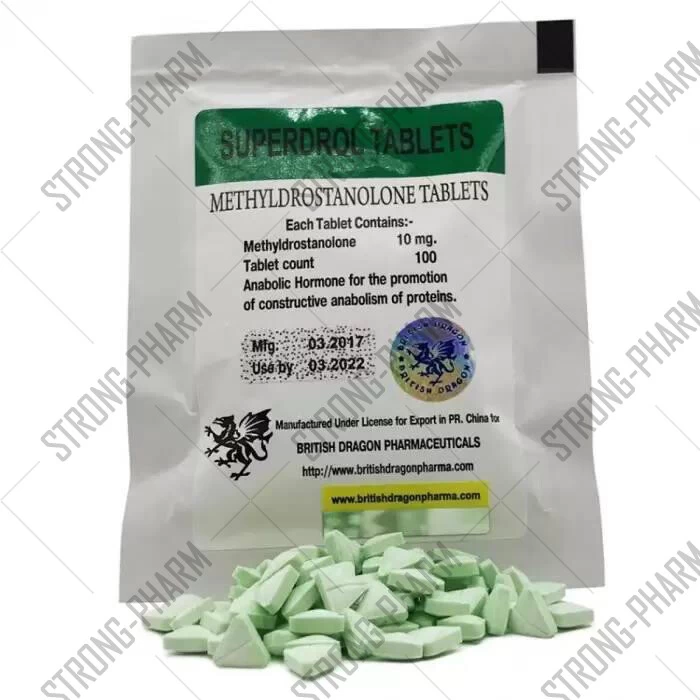 SUPERDROL TABLETS
METHYLDROSTANOLONE TABLETS
Each Tablet Contains:-
Methyldrostanolone 10 mg.
Tablet count 100
Anabolic Hormone for the promotion
of constructive anabolism of proteins.
Mfg. 03.2017
Use by 03.2022
BRITISH DRAGON
BRITISH DRAGON
Manufactured Under License for Export in PR. China for
BRITISH DRAGON PHARMACEUTICALS
http://www.britishdragonpharma.com
www.britishdragonpharma.com
STRONG-PHARM